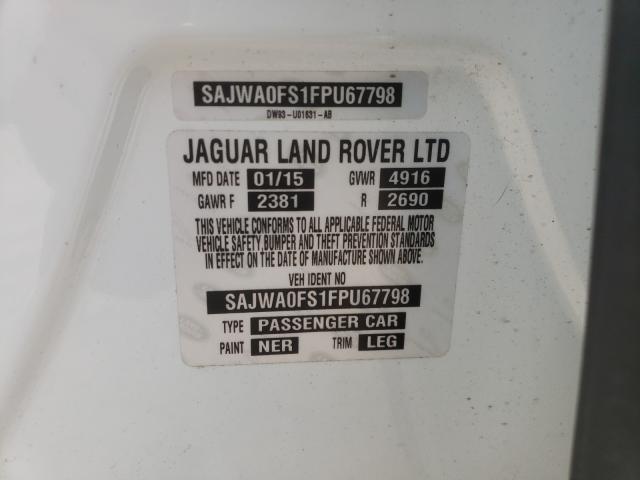 SAJWA0FS1FPU67798
DW93-U01631-AB
JAGUAR LAND ROVER LTD
MFD DATE 01/15 GVWR 4916
GAWR F 2381 R 2690
THIS VEHICLE CONFORMS TO ALL APPLICABLE FEDERAL MOTOR
VEHICLE SAFETY,BUMPER AND THEFT PREVENTION STANDARDS
IN EFFECT ON THE DATE OF MANUFACTURE SHOWN ABOVE.
VEH IDENT NO
SAJWA0FS1FPU67798
TYPE PASSENGER CAR
PAINT NER TRIM LEG